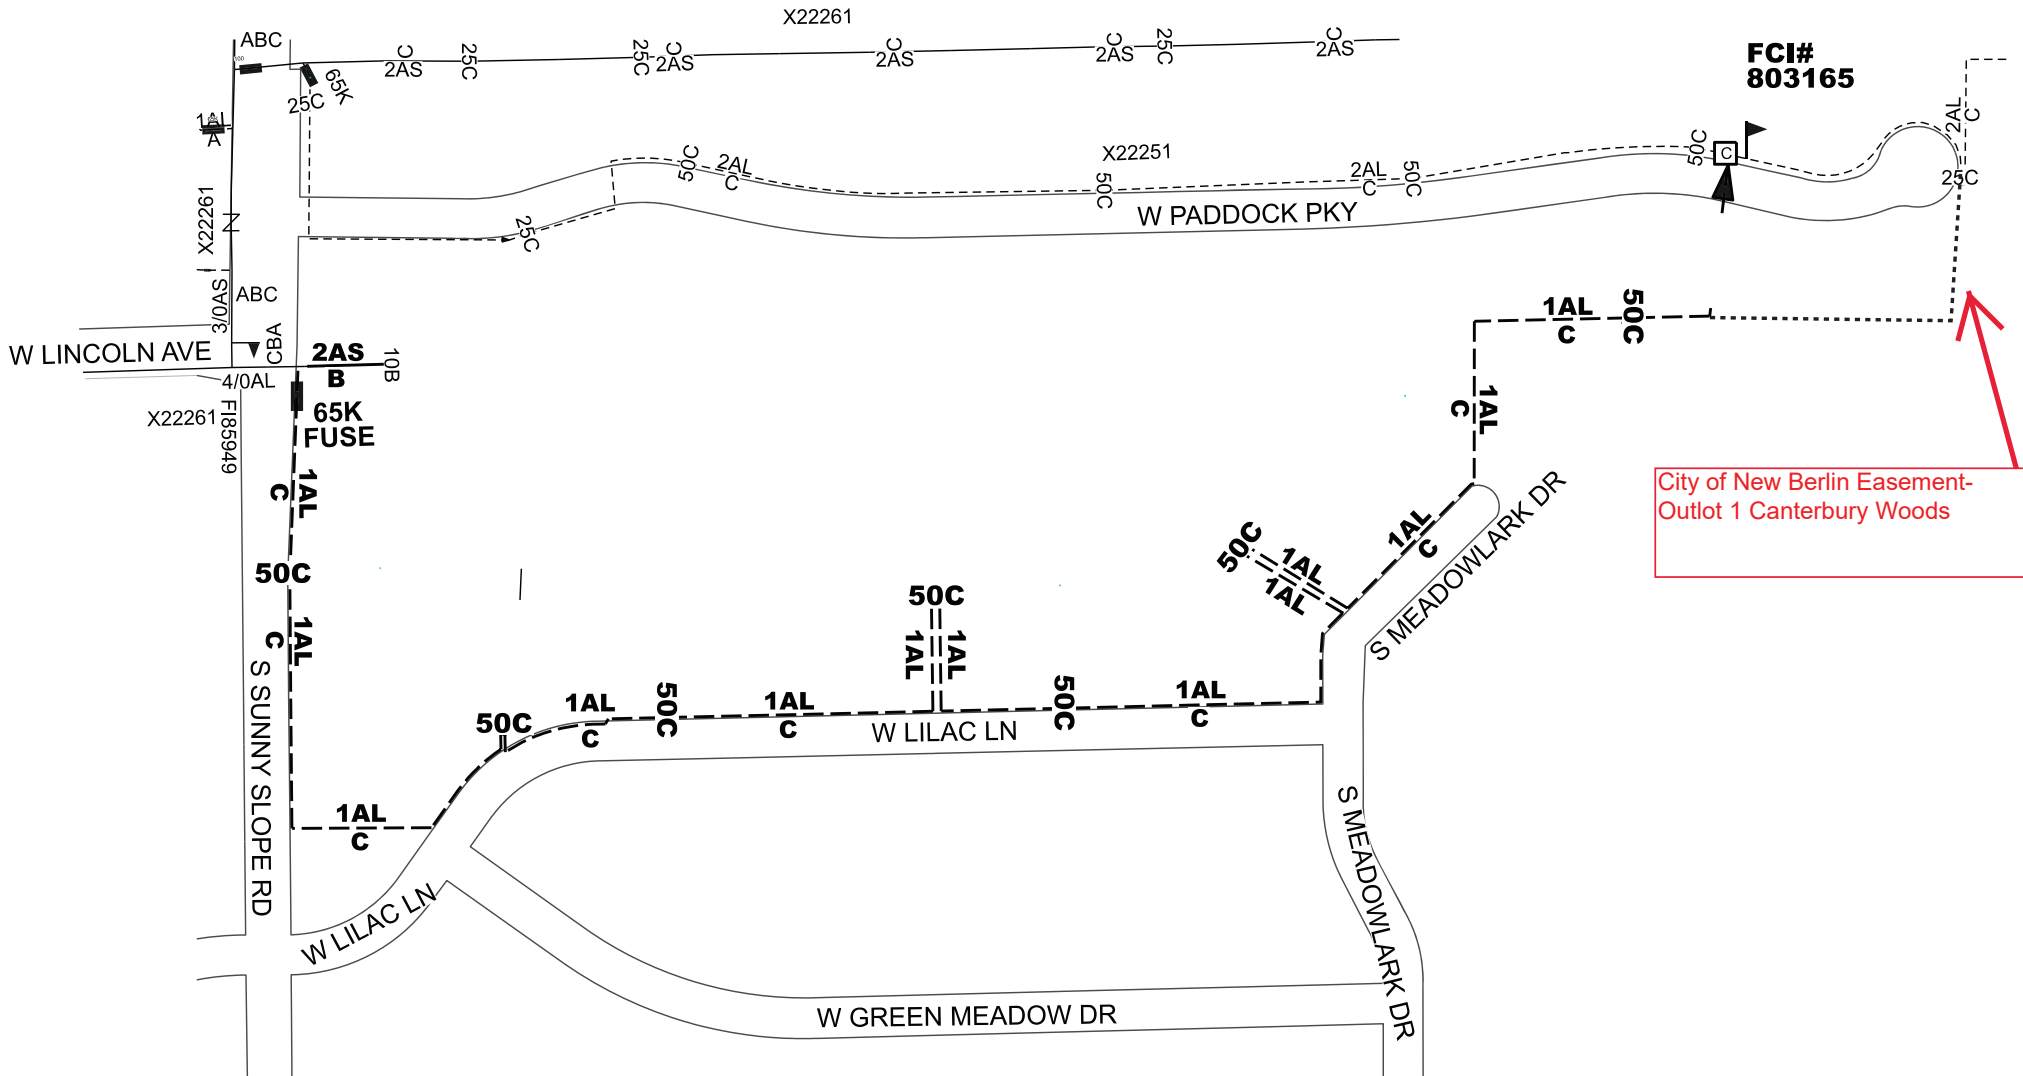 X22261
ABC
C
2AS
25C
25C
C
2AS
C
2AS
C
2AS
25C
C
2AS
FCI#
803165
65K
25C
A
2AL
C
50C
2AL
C
X22251
50C
2AL
C
50C
50C
C
25C
W PADDOCK PKY
25C
X22261
N
3/0AS
ABC
CBA
W LINCOLN AVE
2AS
B
10B
4/0AL
65K
FUSE
X22261
FI85949
1AL
C
50C
1AL
C
50C
1AL
C
City of New Berlin Easement-
Outlot 1 Canterbury Woods
1AL
C
S MEADOWLARK DR
50C
1AL
1AL
50C
1AL
1AL
1AL
C
S SUNNY SLOPE RD
50C
1AL
C
50C
1AL
C
50C
1AL
C
W LILAC LN
1AL
C
W LILAC LN
S MEADOWLARK DR
W GREEN MEADOW DR